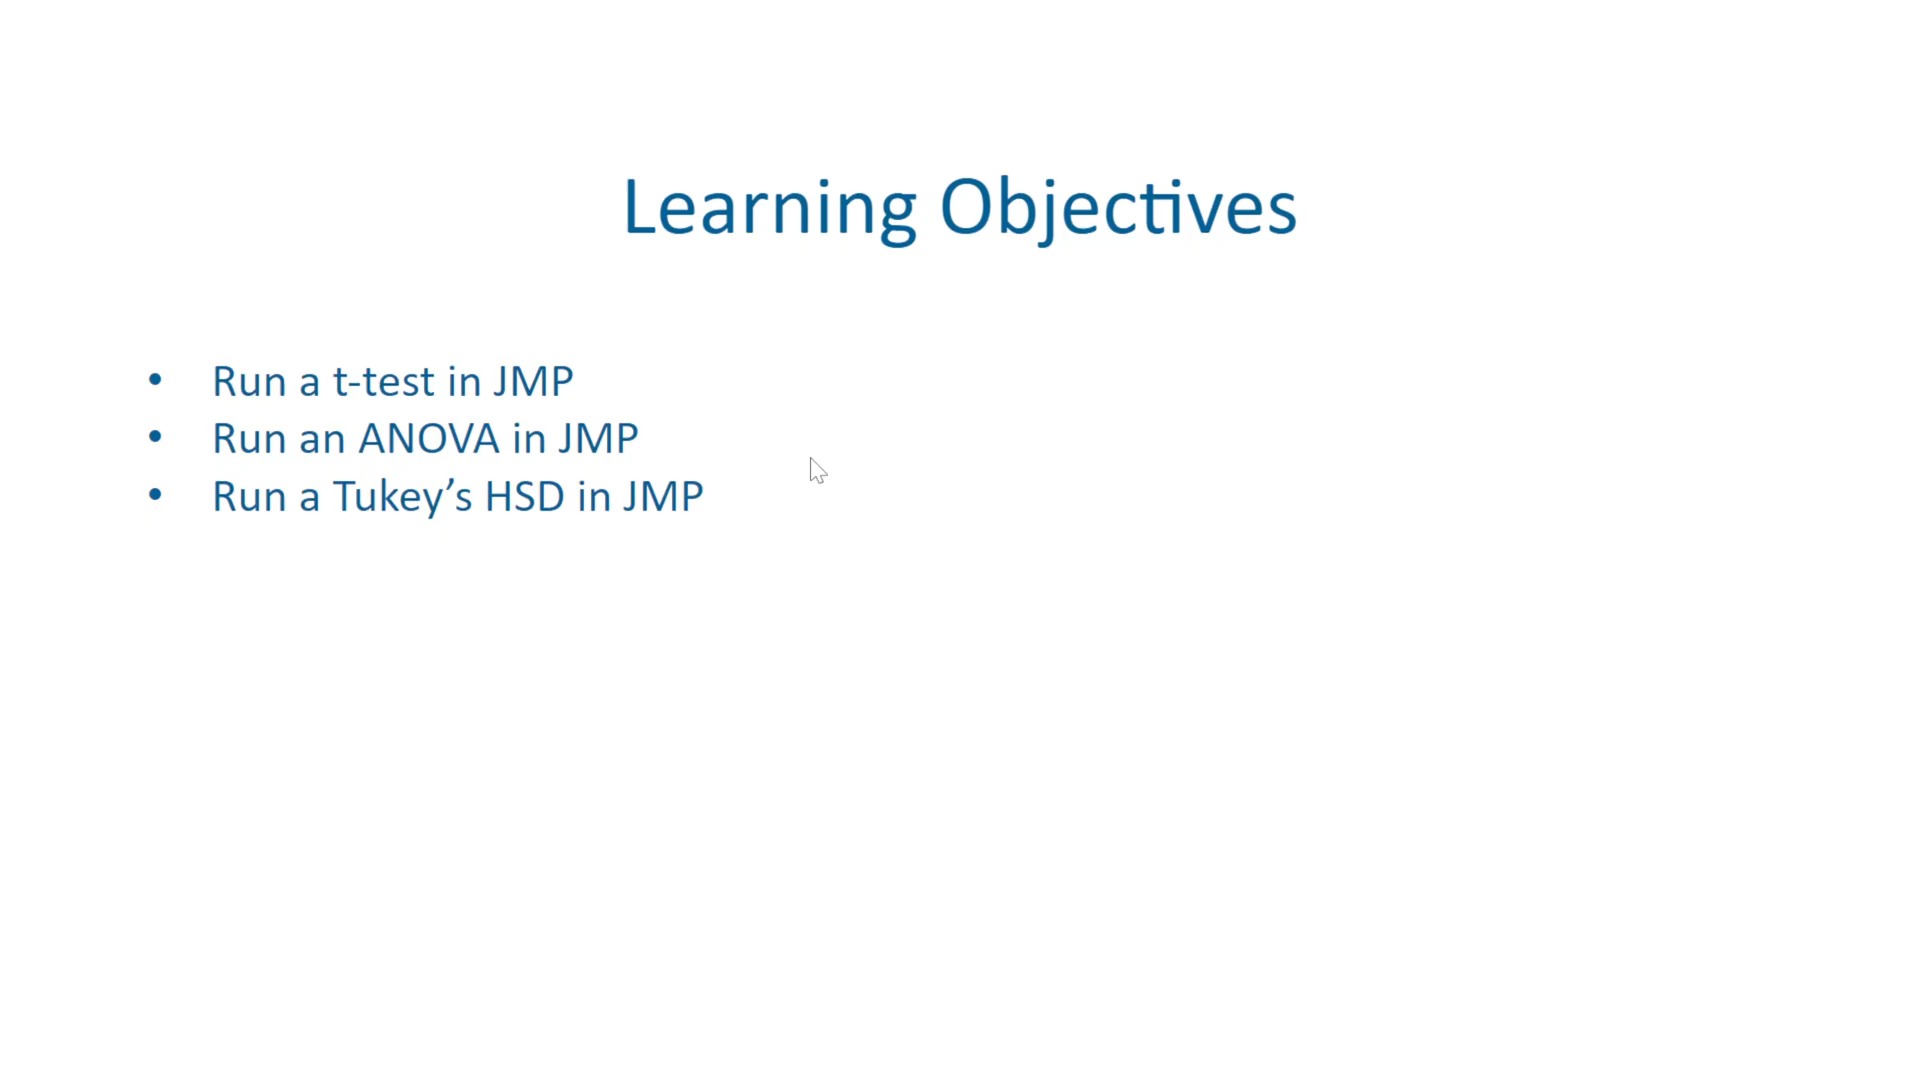 Learning Objectives
• Run a t-test in JMP
• Run an ANOVA in JMP
• Run a Tukey’s HSD in JMP